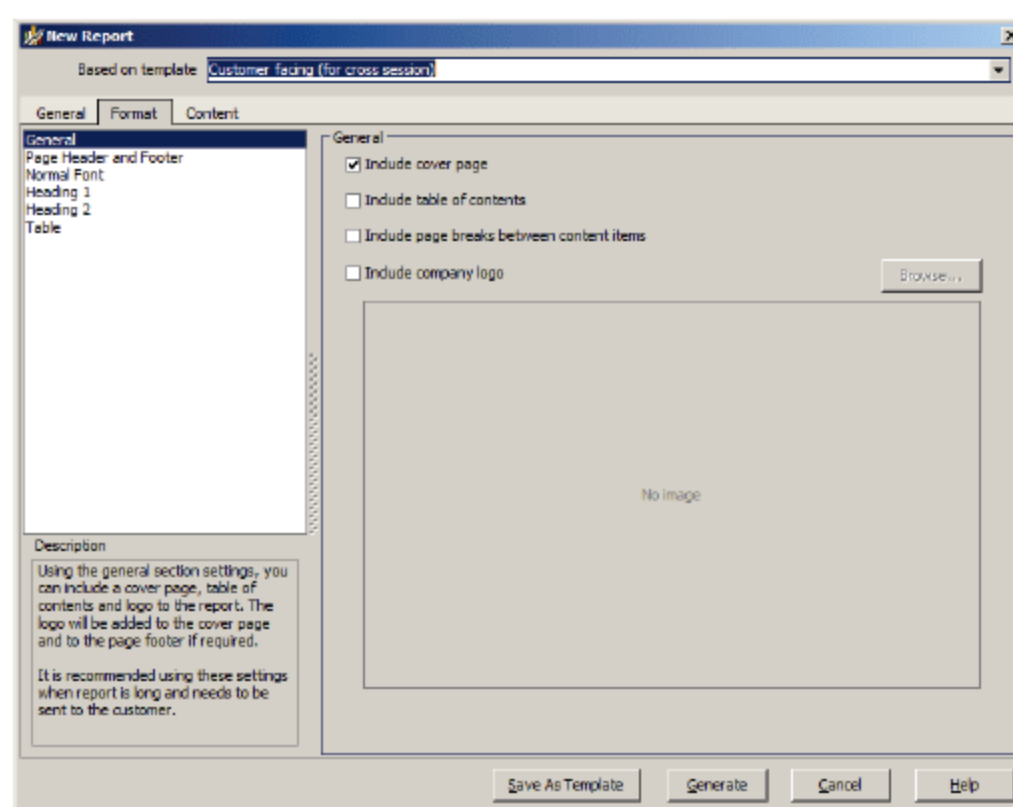 New Report
Based on template Customer facing (for cross session)
General Format Content
General
Page Header and Footer
Normal Font
Heading 1
Heading 2
Table
General
Include cover page
Include table of contents
Include page breaks between content items
Include company logo
Browse...
No image
Description
Using the general section settings, you
can include a cover page, table of
contents and logo to the report. The
logo will be added to the cover page
and to the page footer if required.
It is recommended using these settings
when report is long and needs to be
sent to the customer.
Save As Template Generate Cancel Help